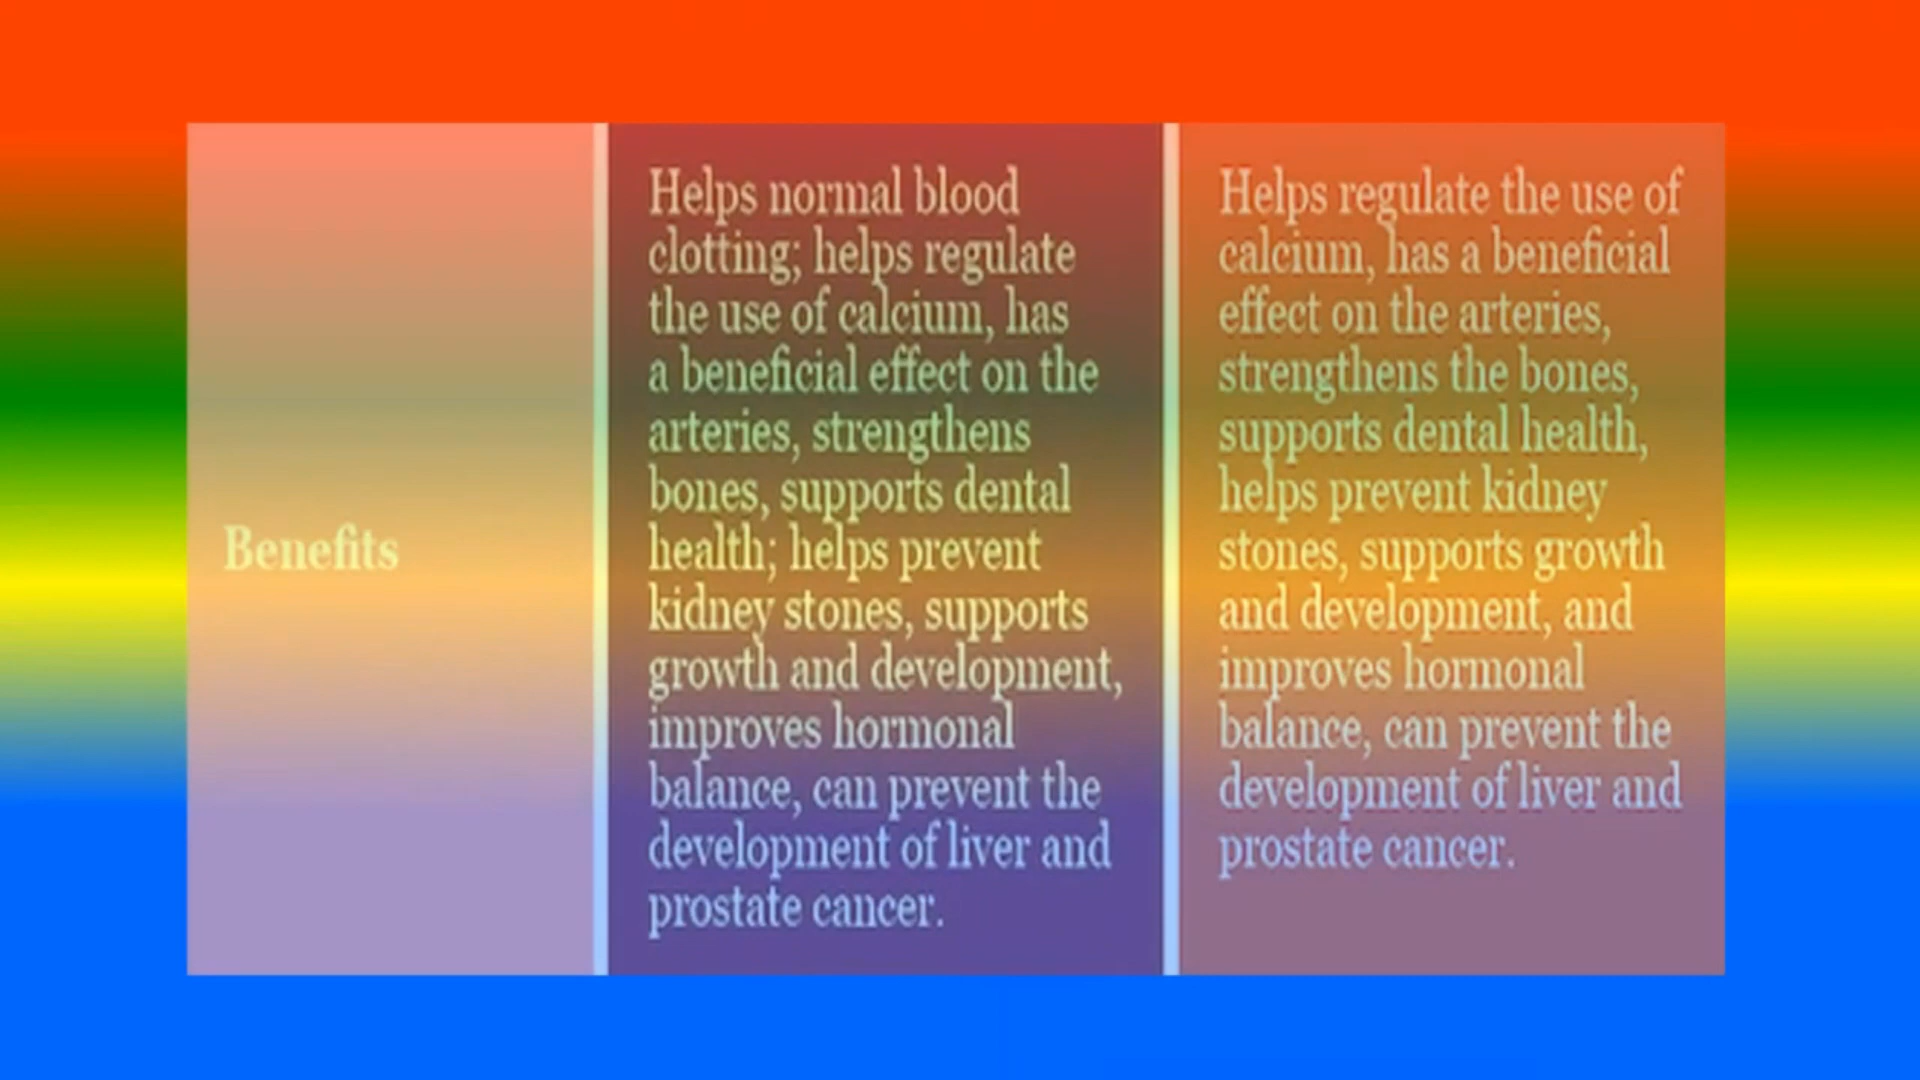 Benefits
Helps normal blood
clotting; helps regulate
the use of calcium, has
a beneficial effect on the
arteries, strengthens
bones, supports dental
health; helps prevent
kidney stones, supports
growth and development,
improves hormonal
balance, can prevent the
development of liver and
prostate cancer.
Helps regulate the use of
calcium, has a beneficial
effect on the arteries,
strengthens the bones,
supports dental health,
helps prevent kidney
stones, supports growth
and development, and
improves hormonal
balance, can prevent the
development of liver and
prostate cancer.